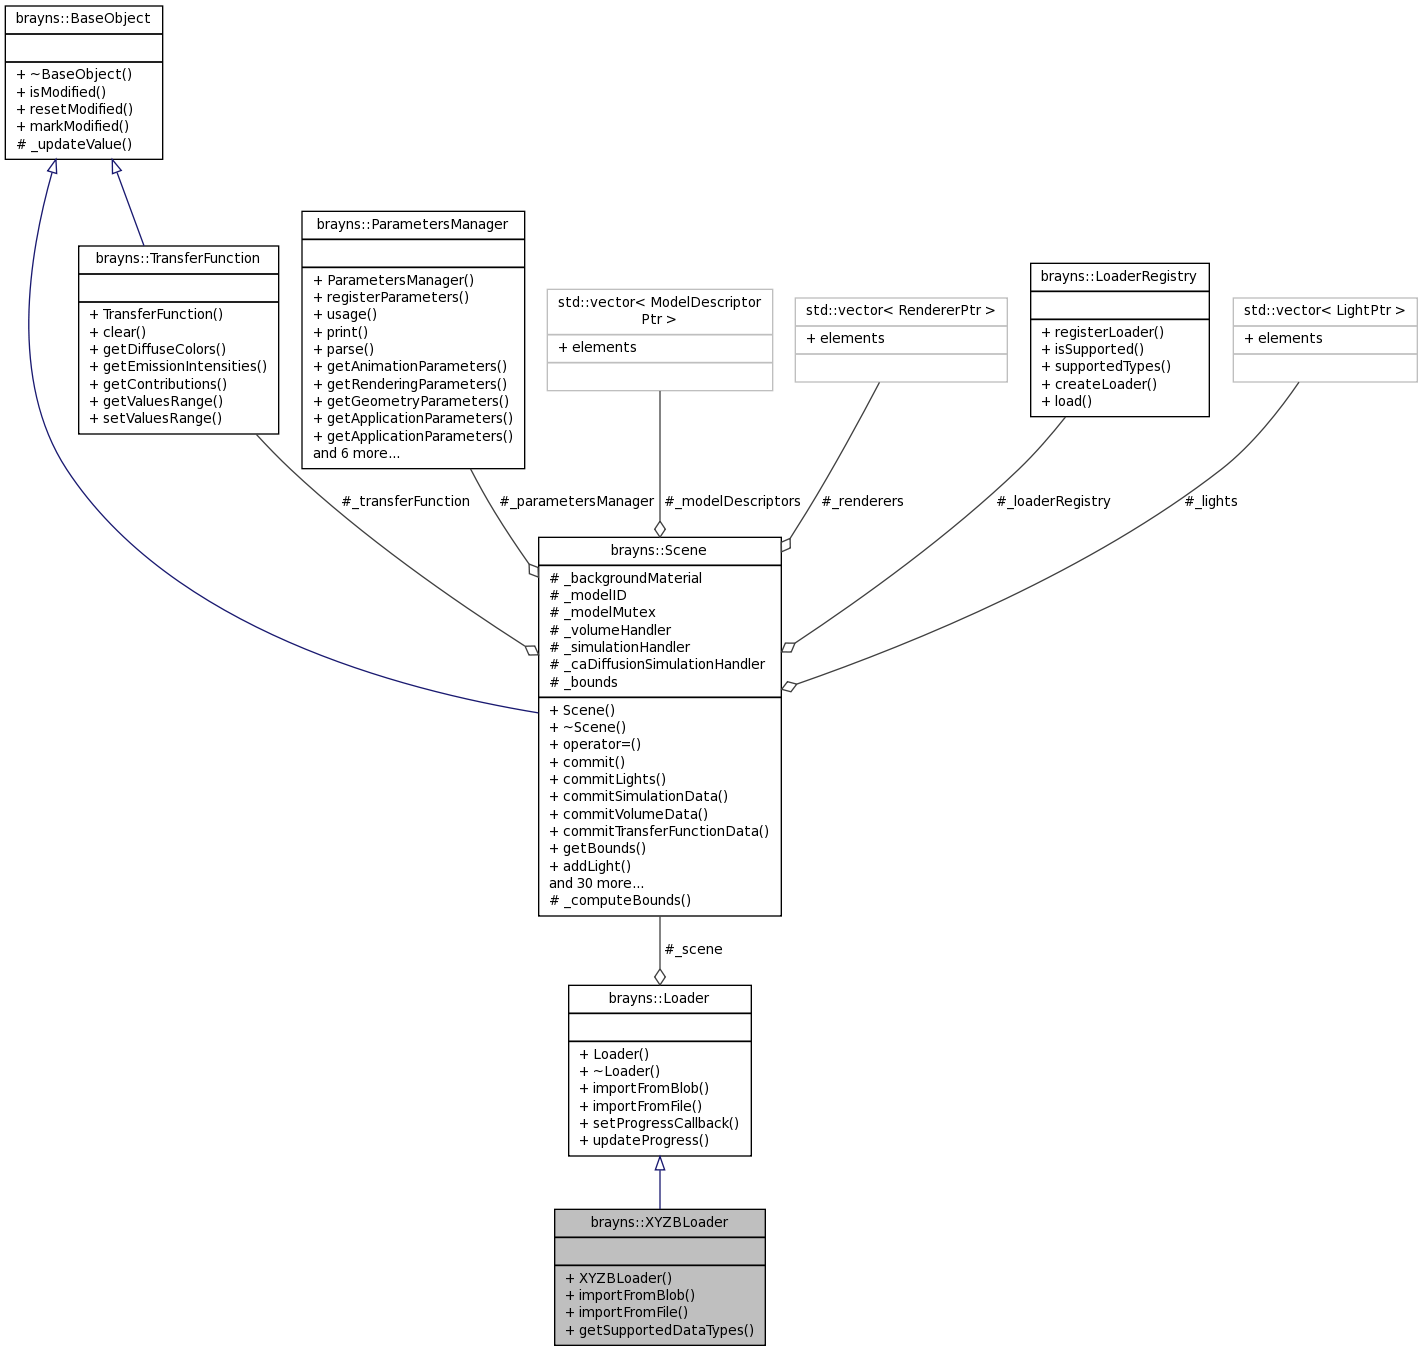 brayns::BaseObject
+ ~BaseObject()
+ isModified()
+ resetModified()
+ markModified()
# _updateValue()
brayns::TransferFunction
+ TransferFunction()
+ clear()
+ getDiffuseColors()
+ getEmissionIntensities()
+ getContributions()
+ getValuesRange()
+ setValuesRange()
brayns::ParametersManager
+ ParametersManager()
+ registerParameters()
+ usage()
+ print()
+ parse()
+ getAnimationParameters()
+ getRenderingParameters()
+ getGeometryParameters()
+ getApplicationParameters()
+ getApplicationParameters()
and 6 more...
std::vector< ModelDescriptor
Ptr >
+ elements
std::vector< RendererPtr >
+ elements
brayns::LoaderRegistry
+ registerLoader()
+ isSupported()
+ supportedTypes()
+ createLoader()
+ load()
std::vector< LightPtr >
+ elements
#_transferFunction
#_parametersManager
#_modelDescriptors
#_renderers
#_loaderRegistry
#_lights
brayns::Scene
# _backgroundMaterial
# _modelID
# _modelMutex
# _volumeHandler
# _simulationHandler
# _caDiffusionSimulationHandler
# _bounds
+ Scene()
+ ~Scene()
+ operator=()
+ commit()
+ commitLights()
+ commitSimulationData()
+ commitVolumeData()
+ commitTransferFunctionData()
+ getBounds()
+ addLight()
and 30 more...
# _computeBounds()
#_scene
brayns::Loader
+ Loader()
+ ~Loader()
+ importFromBlob()
+ importFromFile()
+ setProgressCallback()
+ updateProgress()
brayns::XYZBLoader
+ XYZBLoader()
+ importFromBlob()
+ importFromFile()
+ getSupportedDataTypes()